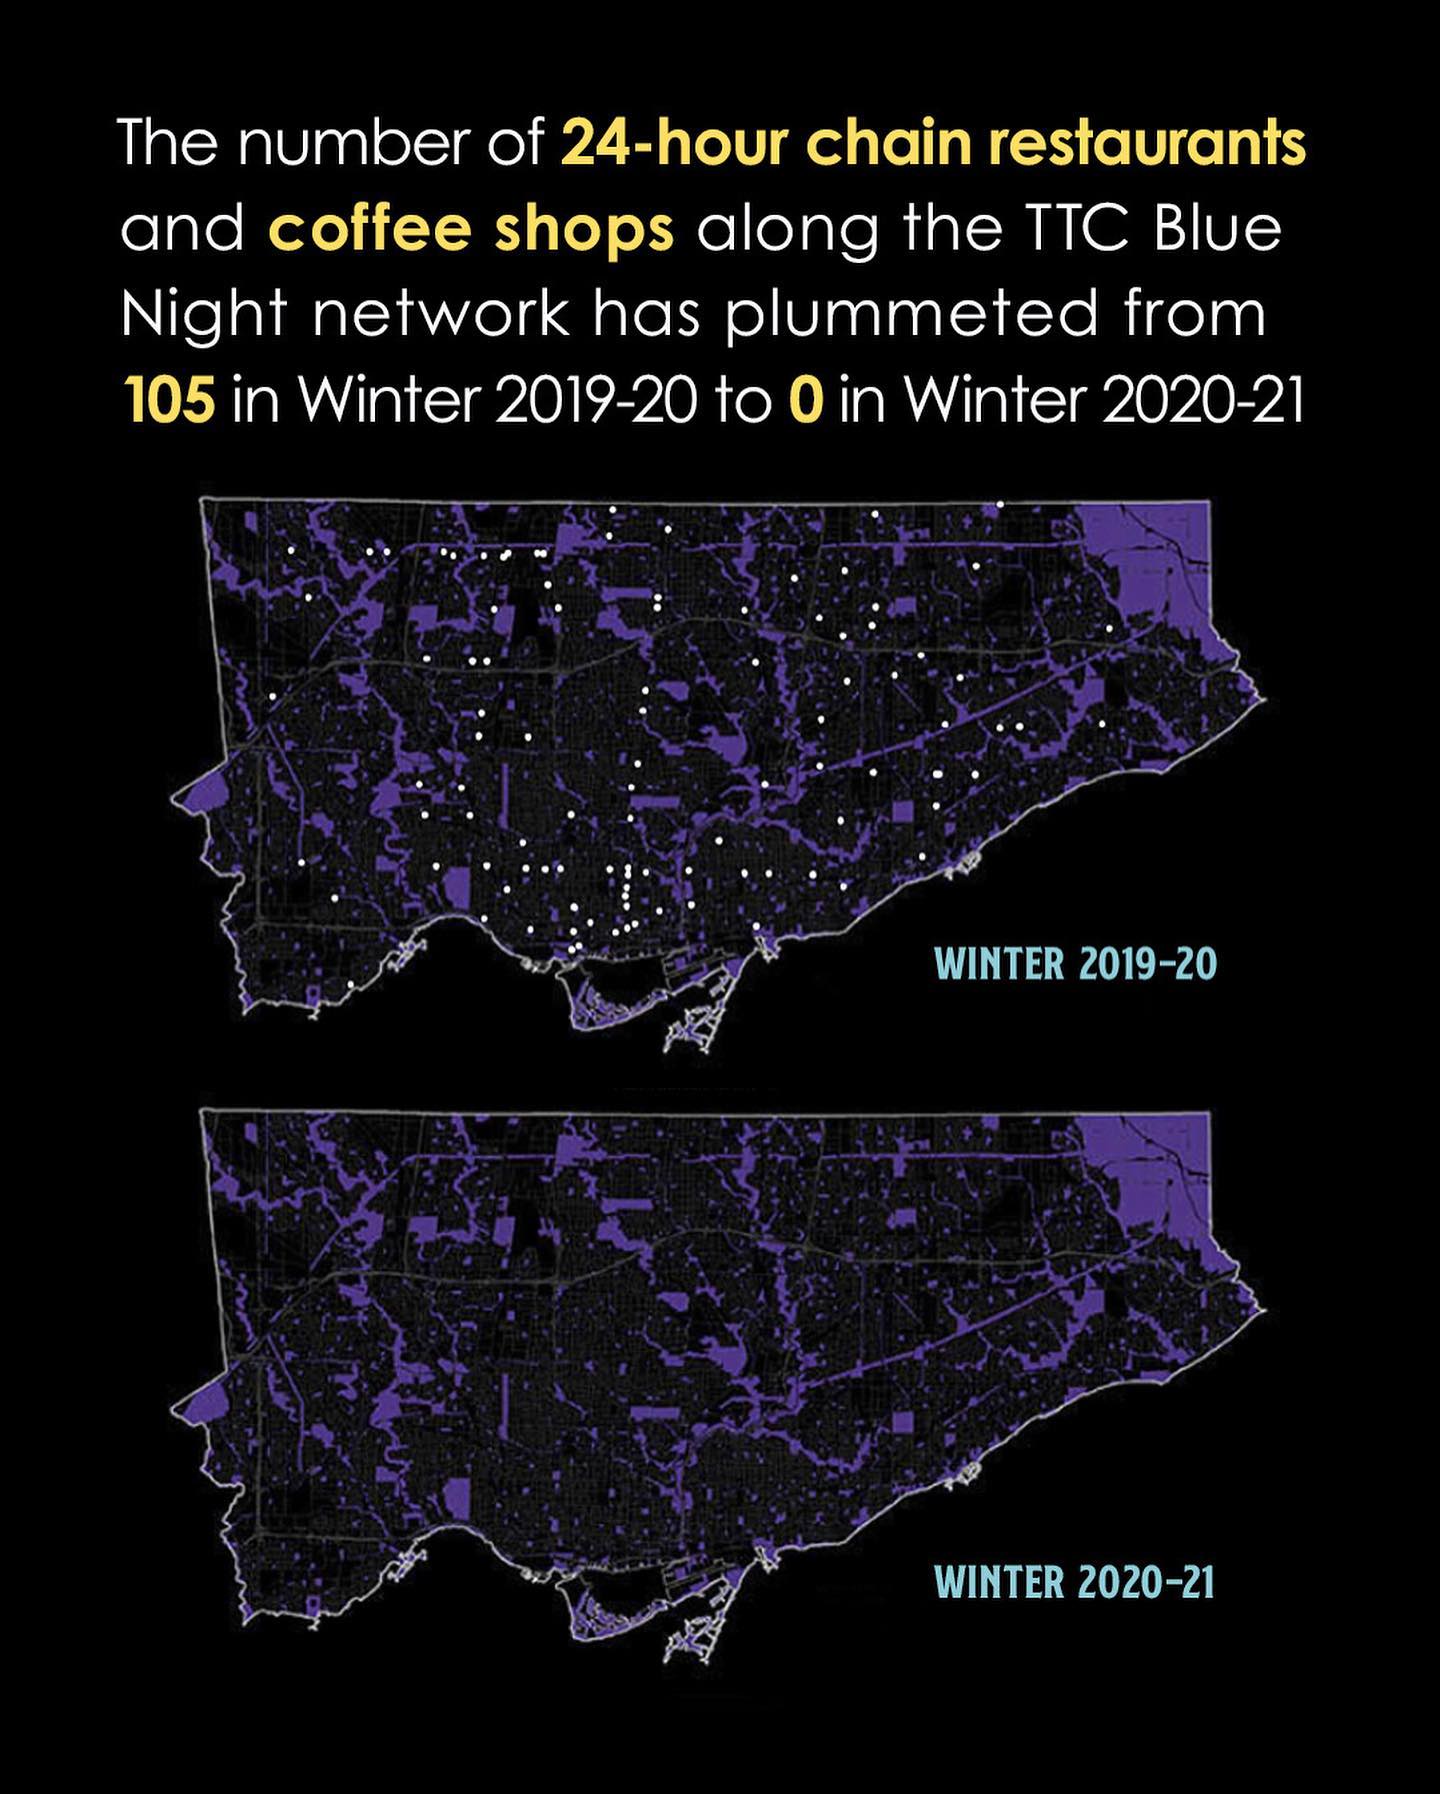 The number of 24-hour chain restaurants
and coffee shops along the TTC Blue
Night network has plummeted from
105 in Winter 2019-20 to 0 in Winter 2020-21
WINTER 2019-20
WINTER 2020-21